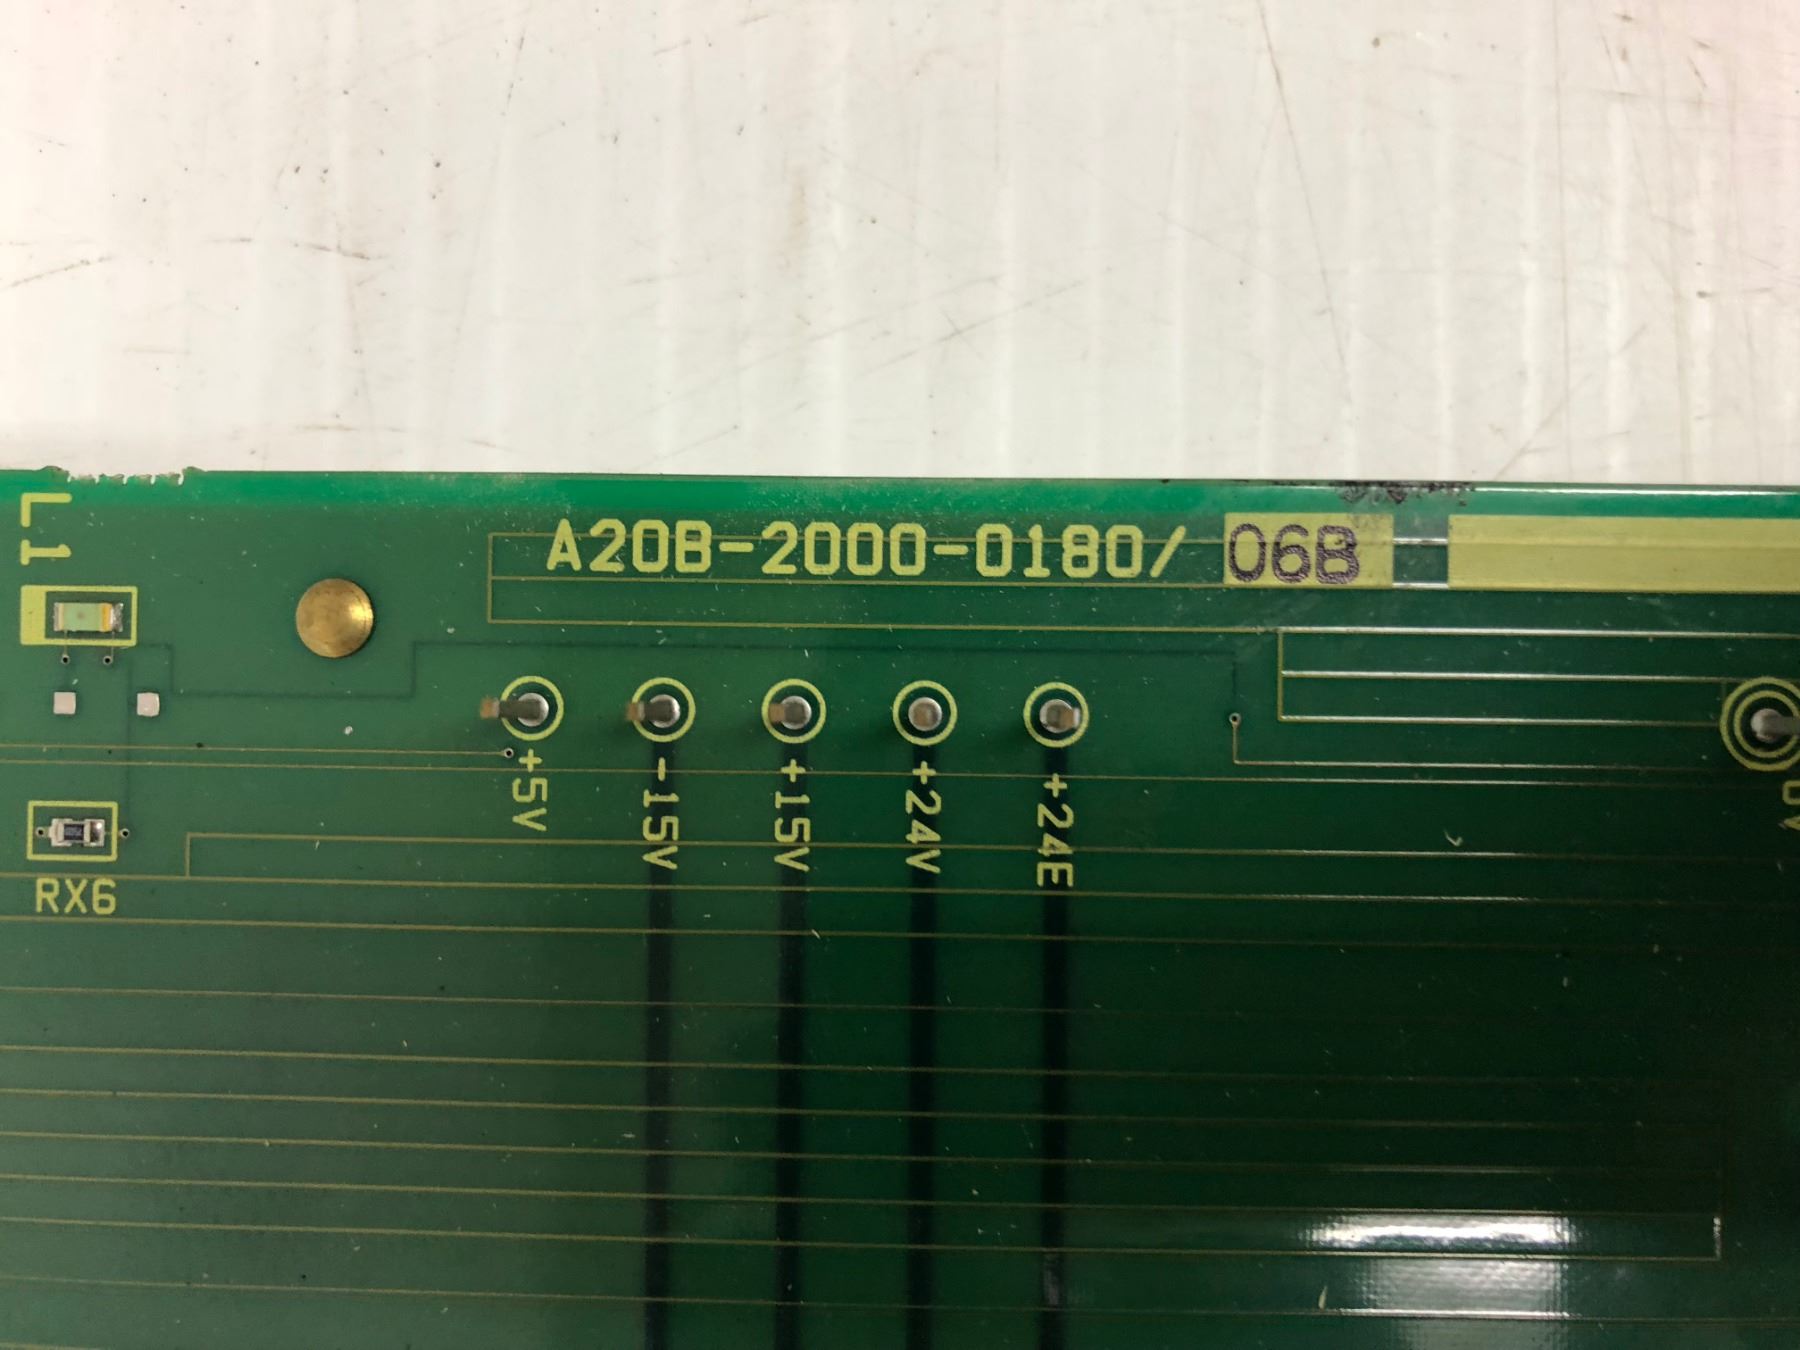 A20B-2000-0180/ 06B
L1
+5V
-15V
+15V
+24V
+24E
RX6